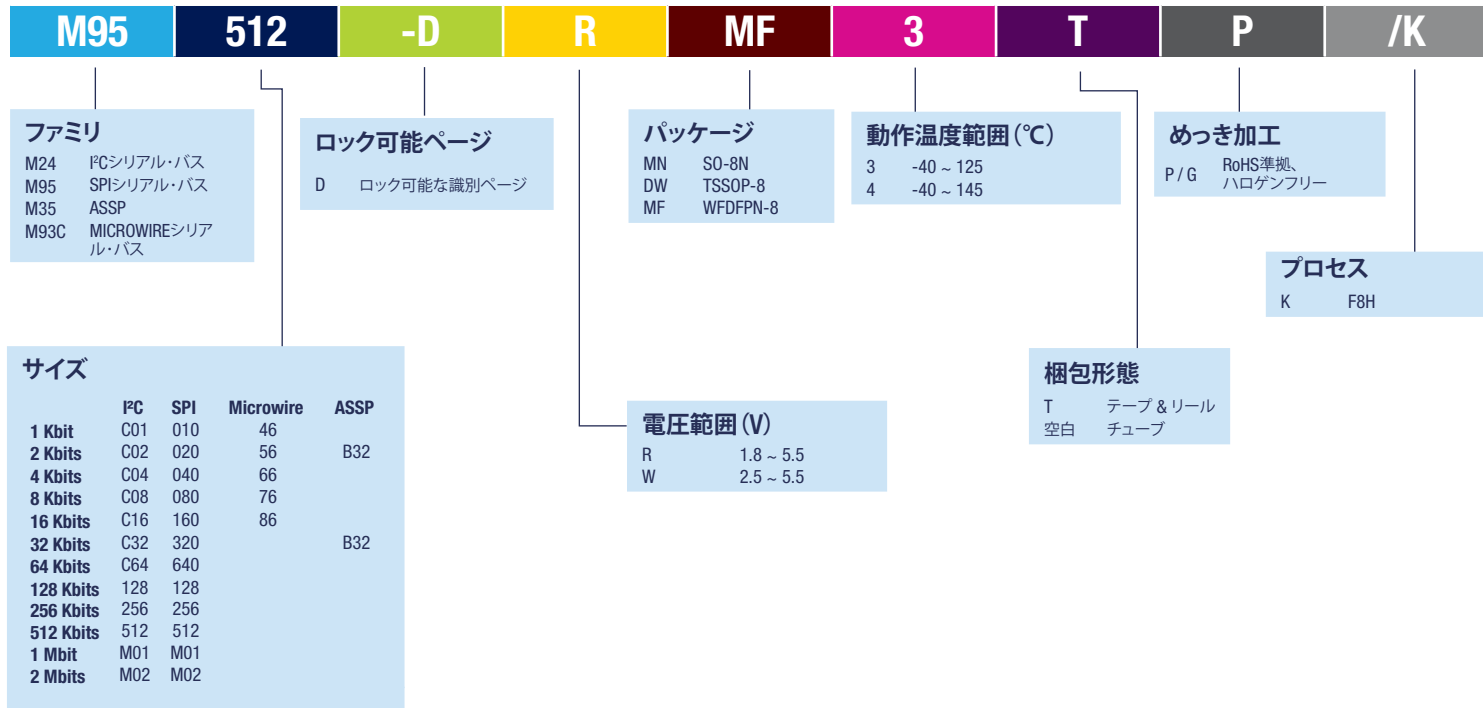 M95 512 -D R MF 3 T P /K
ファミリ
M24 I²Cシリアル・バス
M95 SPIシリアル・バス
M35 ASSP
M93C MICROWIREシリア
ル・バス
ロック可能ページ
D ロック可能な識別ページ
パッケージ
MN SO-8N
DW TSSOP-8
MF WFDFPN-8
動作温度範囲(℃)
3 -40 ~ 125
4 -40 ~ 145
めっき加工
P / G RoHS準拠、
ハロゲンフリー
プロセス
K F8H
サイズ
I²C SPI Microwire ASSP
1 Kbit C01 010 46
2 Kbits C02 020 56 B32
4 Kbits C04 040 66
8 Kbits C08 080 76
16 Kbits C16 160 86
32 Kbits C32 320 B32
64 Kbits C64 640
128 Kbits 128 128
256 Kbits 256 256
512 Kbits 512 512
1 Mbit M01 M01
2 Mbits M02 M02
電圧範囲(V)
R 1.8 ~ 5.5
W 2.5 ~ 5.5
梱包形態
T テープ & リール
空白 チューブ